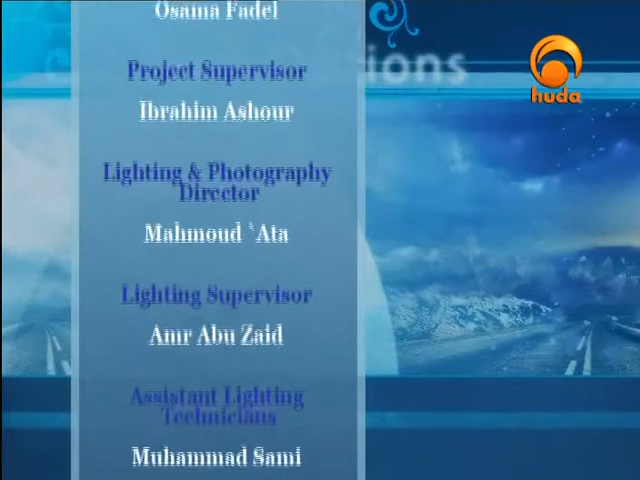 Osama Fadel
ions
Project Supervisor
huda
Ibrahim Ashour
Lighting & Photography
Director
Mahmoud `Ata
Lighting Supervisor
Amr Abu Zaid
Assistant Lighting
Technicians
Muhammad Sami